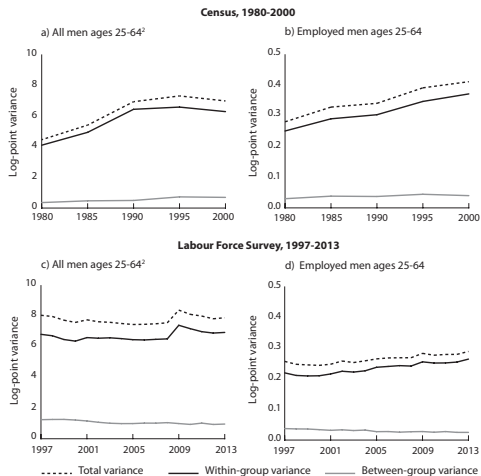 Census, 1980-2000
a) All men ages 25-64²
Log-point variance
10
8
6
4
2
0
1980 1985 1990 1995 2000
b) Employed men ages 25-64
Log-point variance
0.5
0.4
0.3
0.2
0.1
0.0
1980 1985 1990 1995 2000
Labour Force Survey, 1997-2013
c) All men ages 25-64²
Log-point variance
10
8
6
4
2
0
1997 2001 2005 2009 2013
d) Employed men ages 25-64
Log-point variance
0.5
0.4
0.3
0.2
0.1
0.0
1997 2001 2005 2009 2013
Total variance Within-group variance Between-group variance